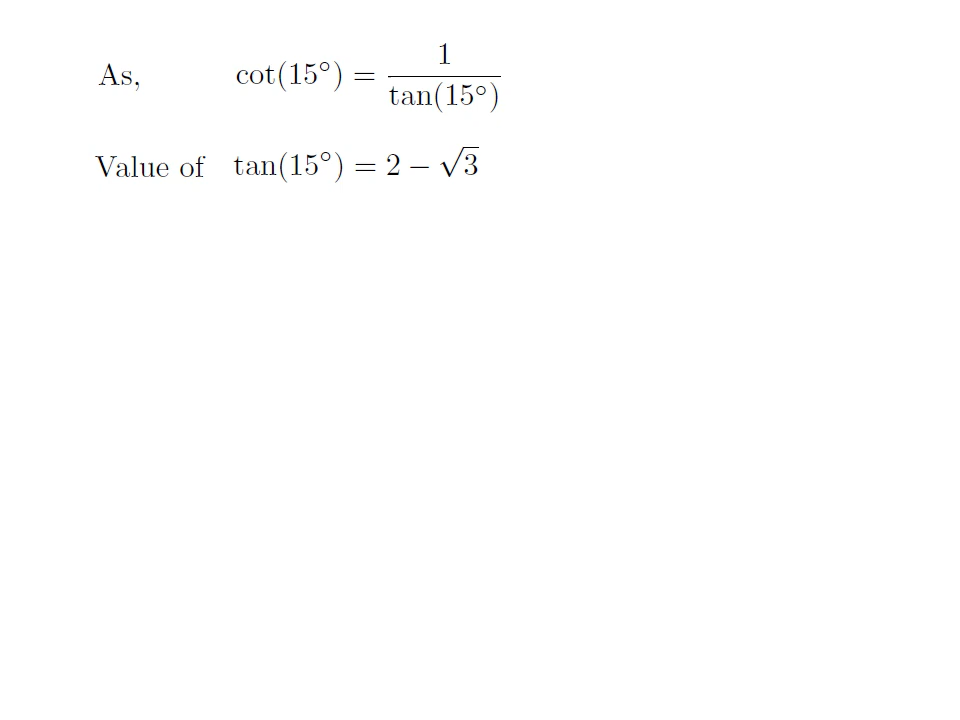 As, cot(15°) = 1/tan(15°)
Value of tan(15°) = 2 − √3